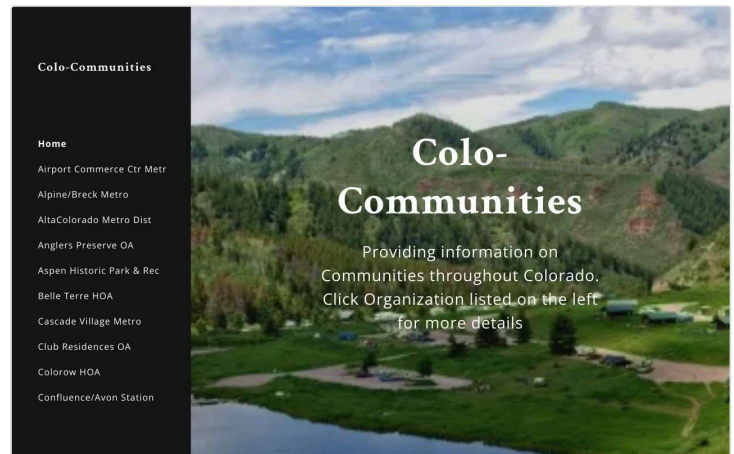 Colo-Communities
Home
Airport Commerce Ctr Metr
Alpine/Breck Metro
AltaColorado Metro Dist
Anglers Preserve OA
Aspen Historic Park & Rec
Belle Terre HOA
Cascade Village Metro
Club Residences OA
Colorow HOA
Confluence/Avon Station
Colo-
Communities
Providing information on
Communities throughout Colorado.
Click Organization listed on the left
for more details